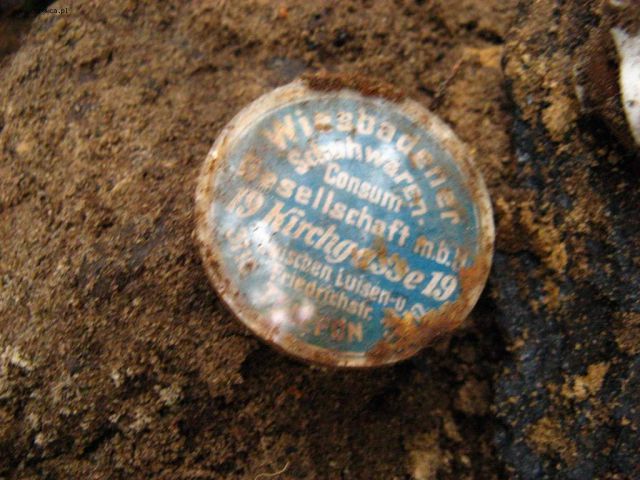 Wiesbadener
Schuhwaren-
Consum-
Gesellschaft m.b.H
19 Kirchgasse 19
Luisen-u.
Friedrichstr.